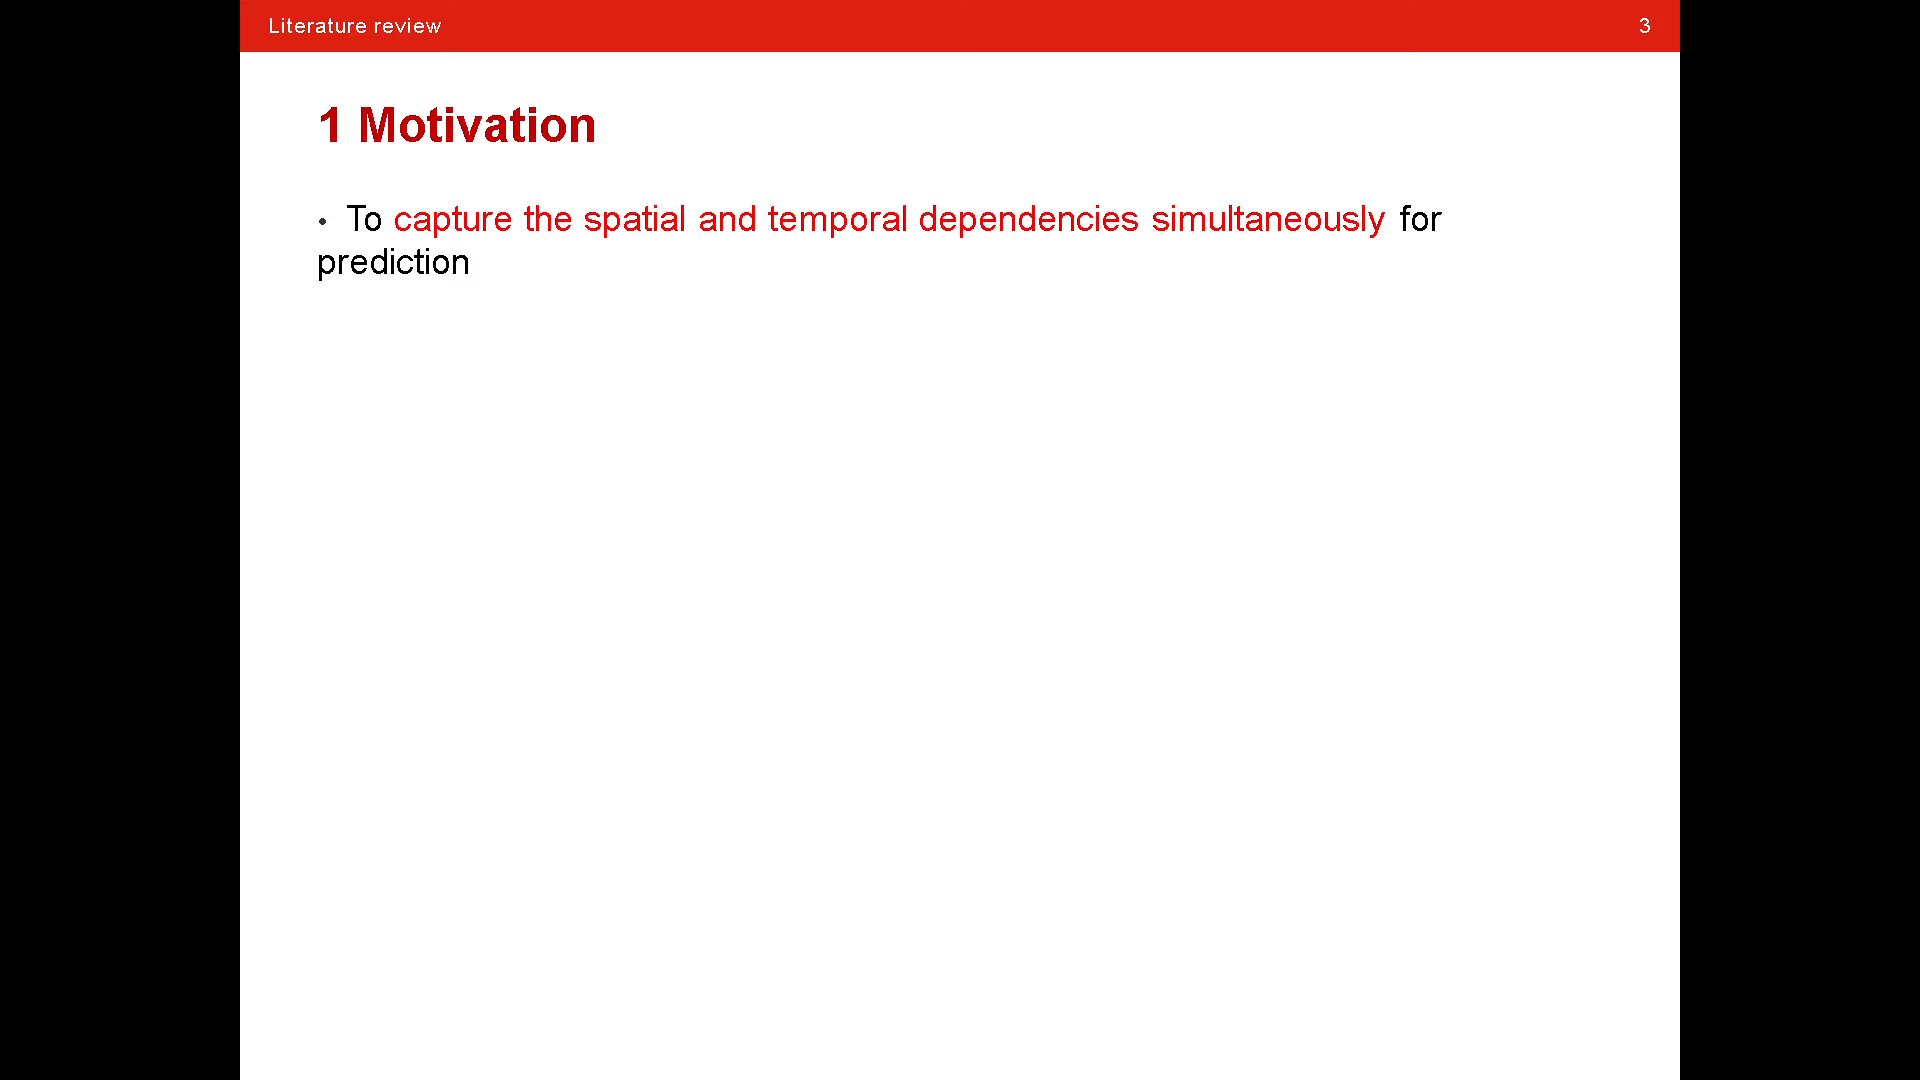 Literature review 3
1 Motivation
• To capture the spatial and temporal dependencies simultaneously for
prediction